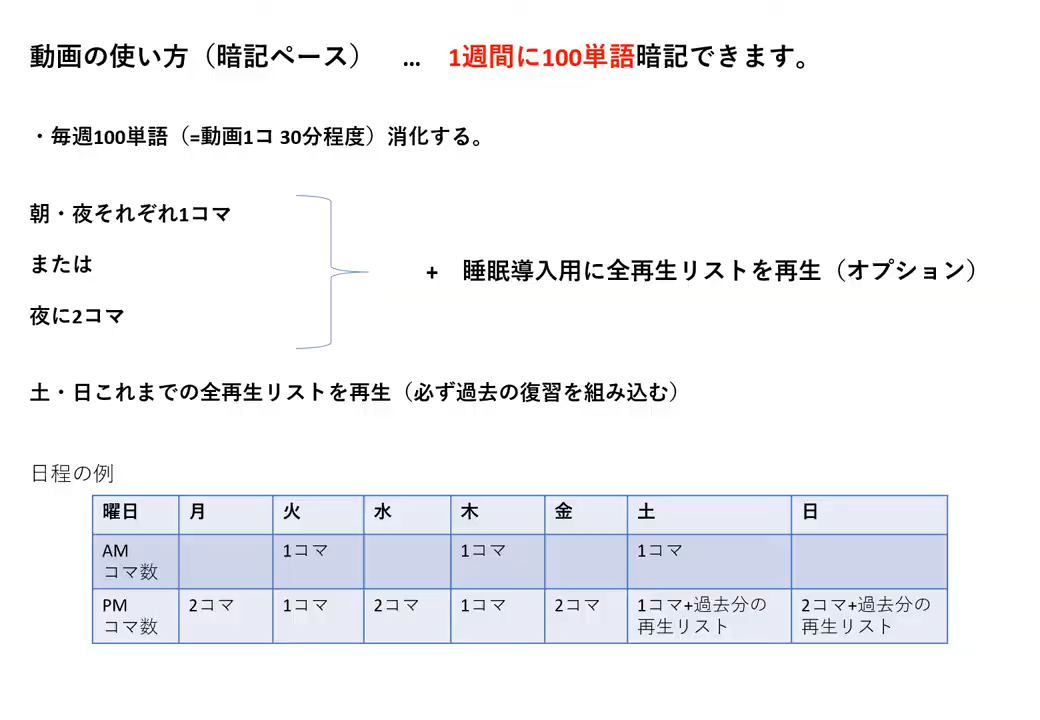 動画の使い方（暗記ペース）　…　1週間に100単語暗記できます。
・毎週100単語（=動画1コ 30分程度）消化する。
朝・夜それぞれ1コマ
または
夜に2コマ
+　睡眠導入用に全再生リストを再生（オプション）
土・日これまでの全再生リストを再生（必ず過去の復習を組み込む）
日程の例
曜日 月 火 水 木 金 土 日
AM コマ数 1コマ 1コマ 1コマ
PM コマ数 2コマ 1コマ 2コマ 1コマ 2コマ 1コマ+過去分の再生リスト 2コマ+過去分の再生リスト